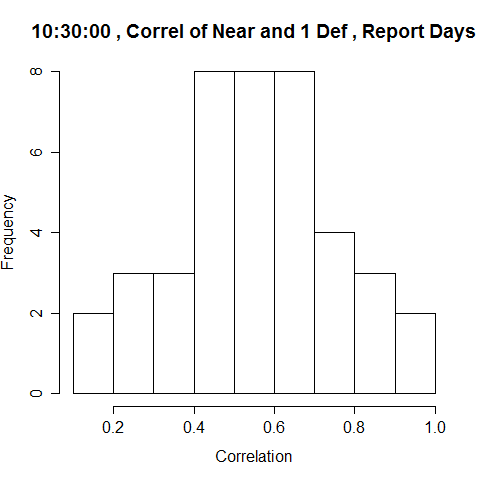 10:30:00 , Correl of Near and 1 Def , Report Days
Frequency
8
6
4
2
0
0.2 0.4 0.6 0.8 1.0
Correlation